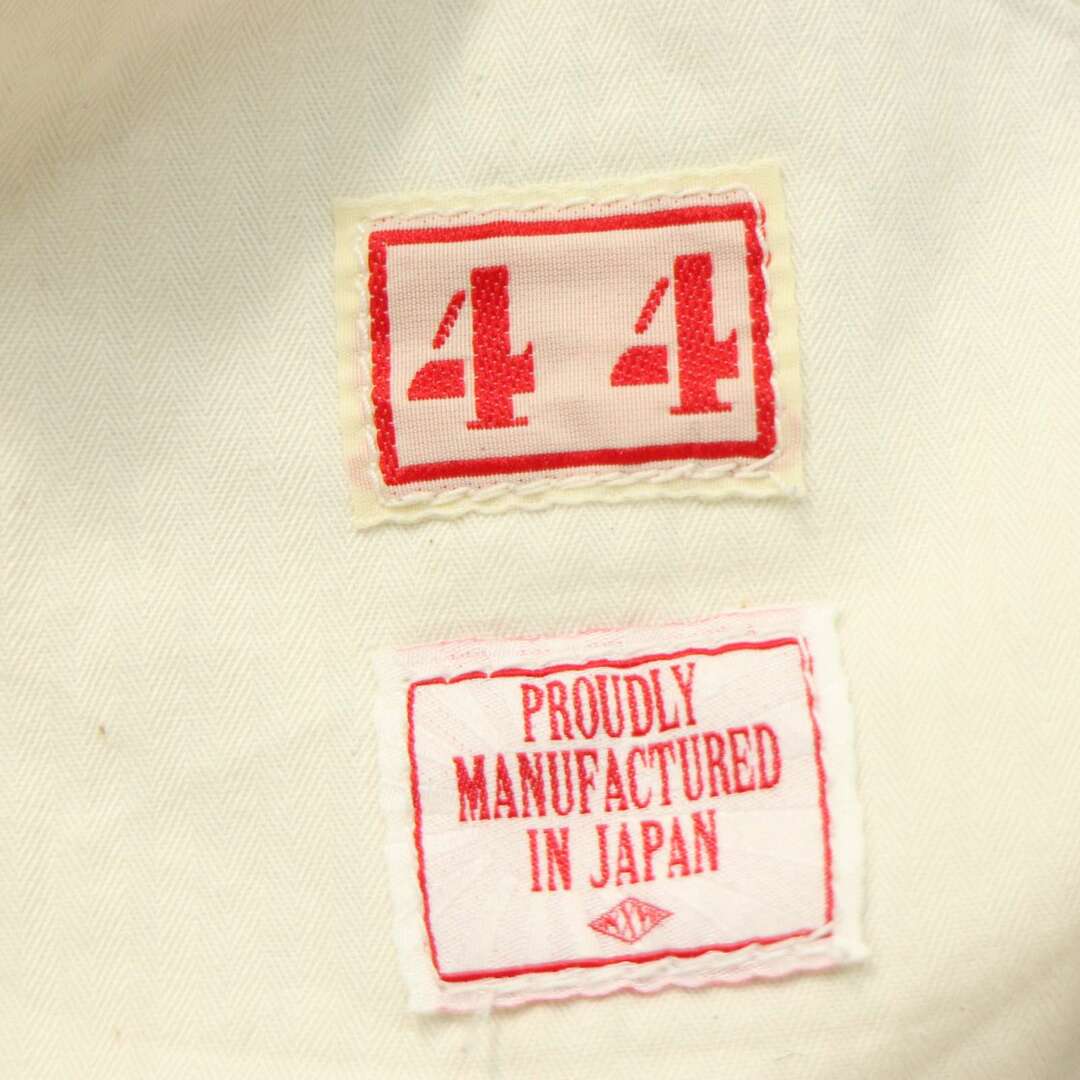 44
PROUDLY
MANUFACTURED
IN JAPAN